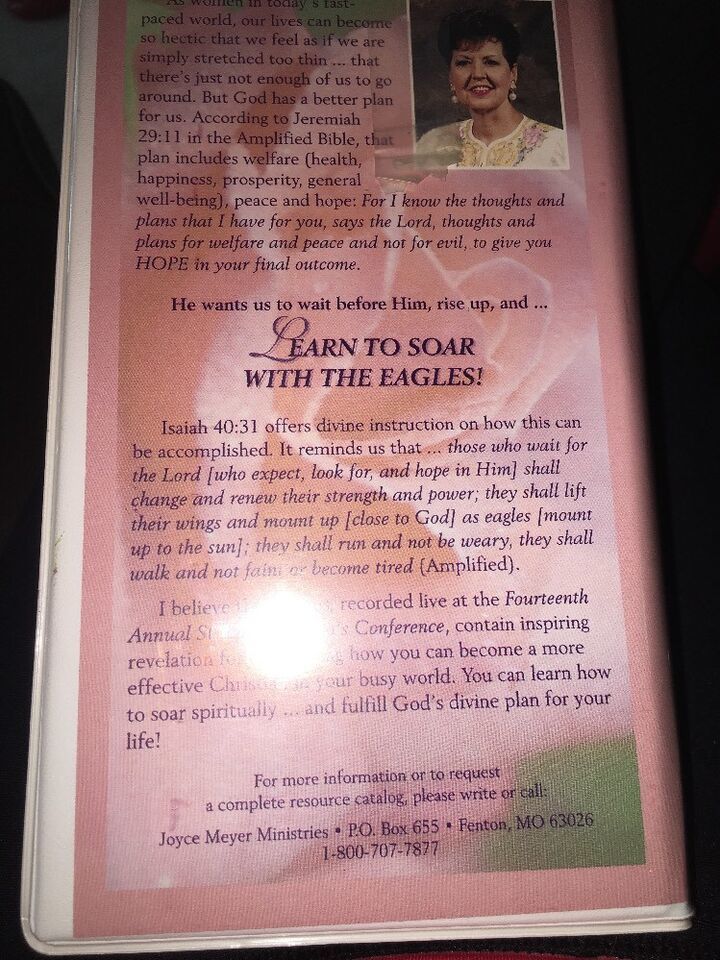 As women in today's fast-
paced world, our lives can become
so hectic that we feel as if we are
simply stretched too thin ... that
there's just not enough of us to go
around. But God has a better plan
for us. According to Jeremiah
29:11 in the Amplified Bible, that
plan includes welfare (health,
happiness, prosperity, general
well-being), peace and hope: For I know the thoughts and
plans that I have for you, says the Lord, thoughts and
plans for welfare and peace and not for evil, to give you
HOPE in your final outcome.
He wants us to wait before Him, rise up, and ...
LEARN TO SOAR
WITH THE EAGLES!
Isaiah 40:31 offers divine instruction on how this can
be accomplished. It reminds us that ... those who wait for
the Lord [who expect, look for, and hope in Him] shall
change and renew their strength and power; they shall lift
their wings and mount up [close to God] as eagles [mount
up to the sun]; they shall run and not be weary, they shall
walk and not faint or become tired (Amplified).
I believe recorded live at the Fourteenth
Annual Conference, contain inspiring
revelation how you can become a more
effective Christian in your busy world. You can learn how
to soar spiritually ... and fulfill God's divine plan for your
life!
For more information or to request
a complete resource catalog, please write or call:
Joyce Meyer Ministries • P.O. Box 655 • Fenton, MO 63026
1-800-707-7877